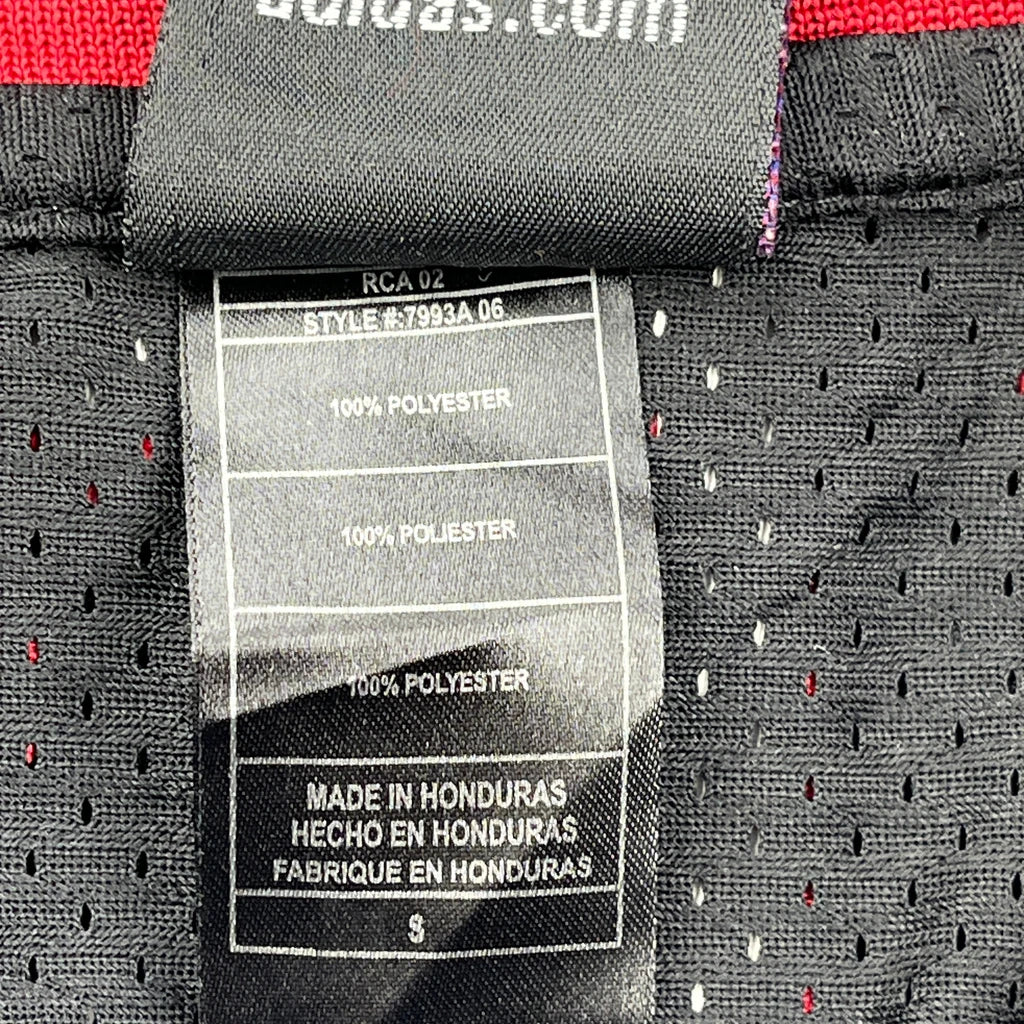 adidas.com
RCA 02
STYLE #:7993A 06
100% POLYESTER
100% POLIESTER
100% POLYESTER
MADE IN HONDURAS
HECHO EN HONDURAS
FABRIQUE EN HONDURAS
S